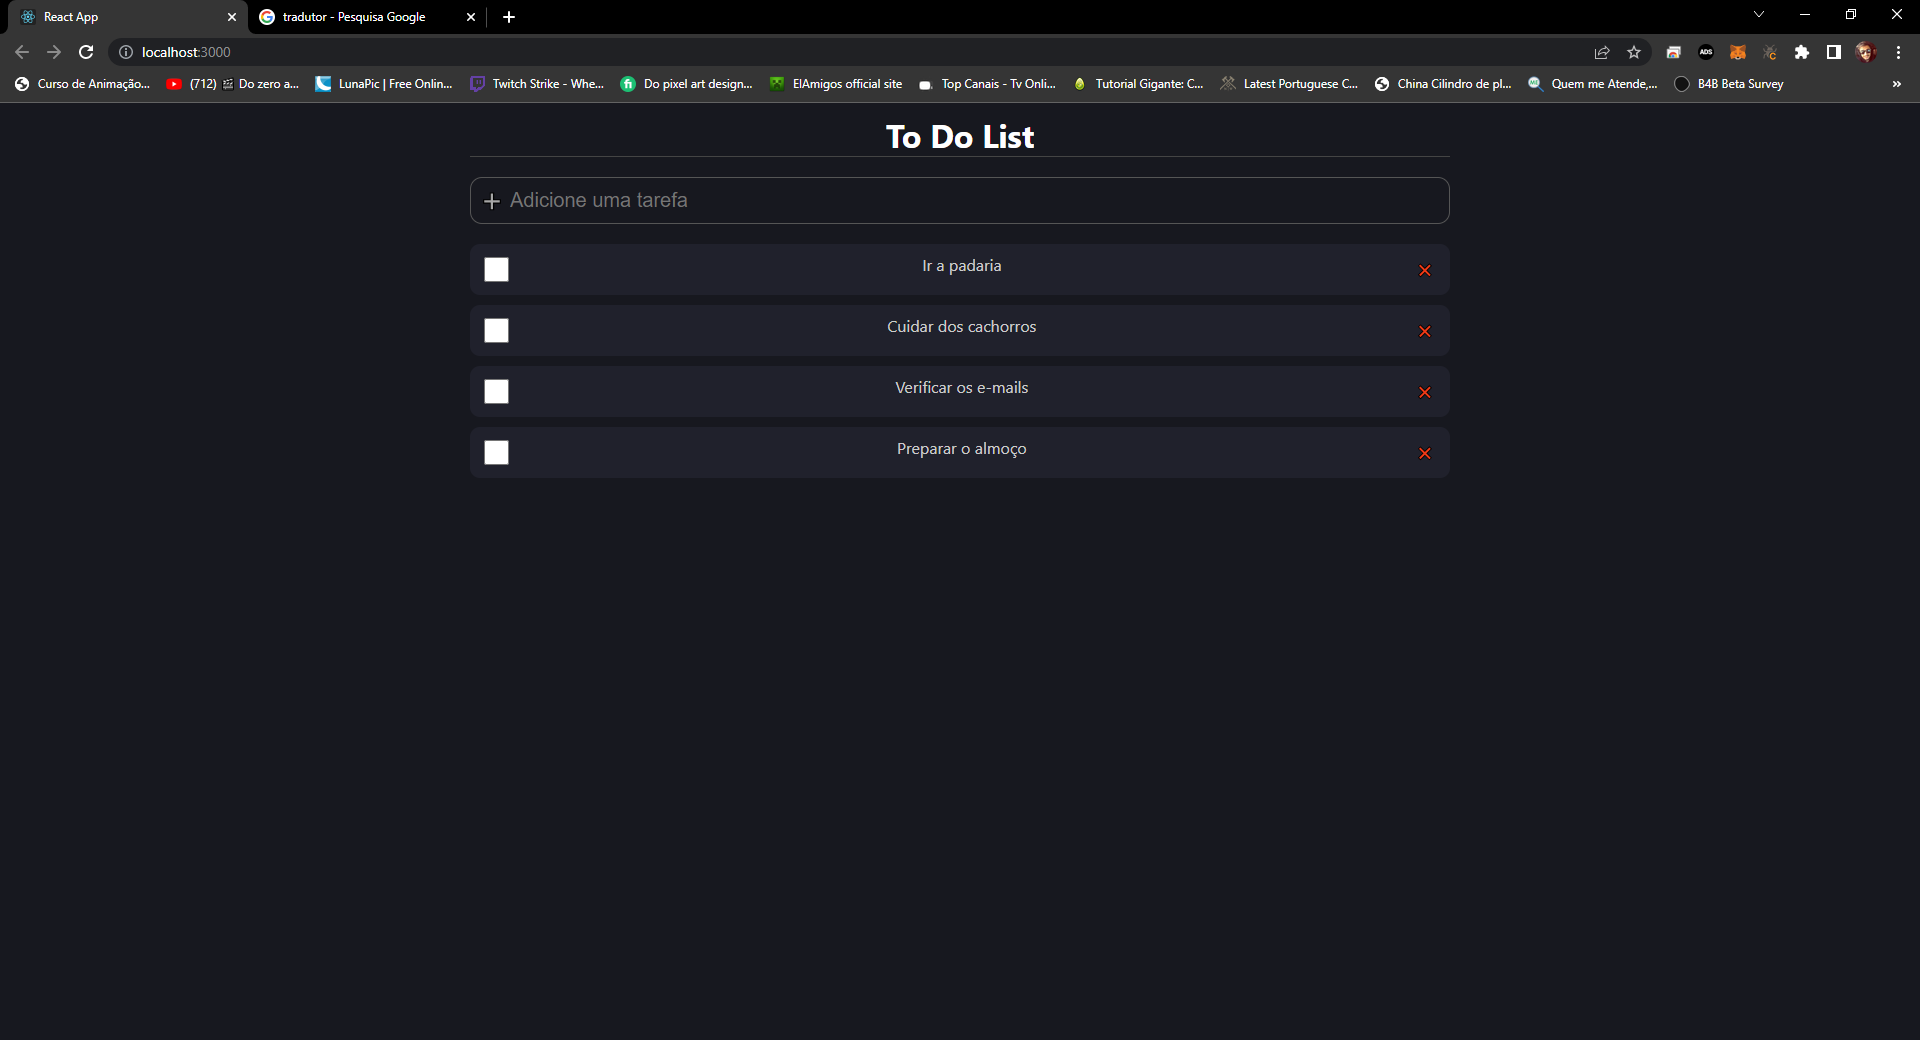 React App
tradutor - Pesquisa Google
localhost:3000
ADS
Curso de Animação...
(712) Do zero a...
LunaPic | Free Onlin...
Twitch Strike - Whe...
Do pixel art design...
ElAmigos official site
Top Canais - Tv Onli...
Tutorial Gigante: C...
Latest Portuguese C...
China Cilindro de pl...
Quem me Atende,...
B4B Beta Survey
»
To Do List
Adicione uma tarefa
Ir a padaria
Cuidar dos cachorros
Verificar os e-mails
Preparar o almoço